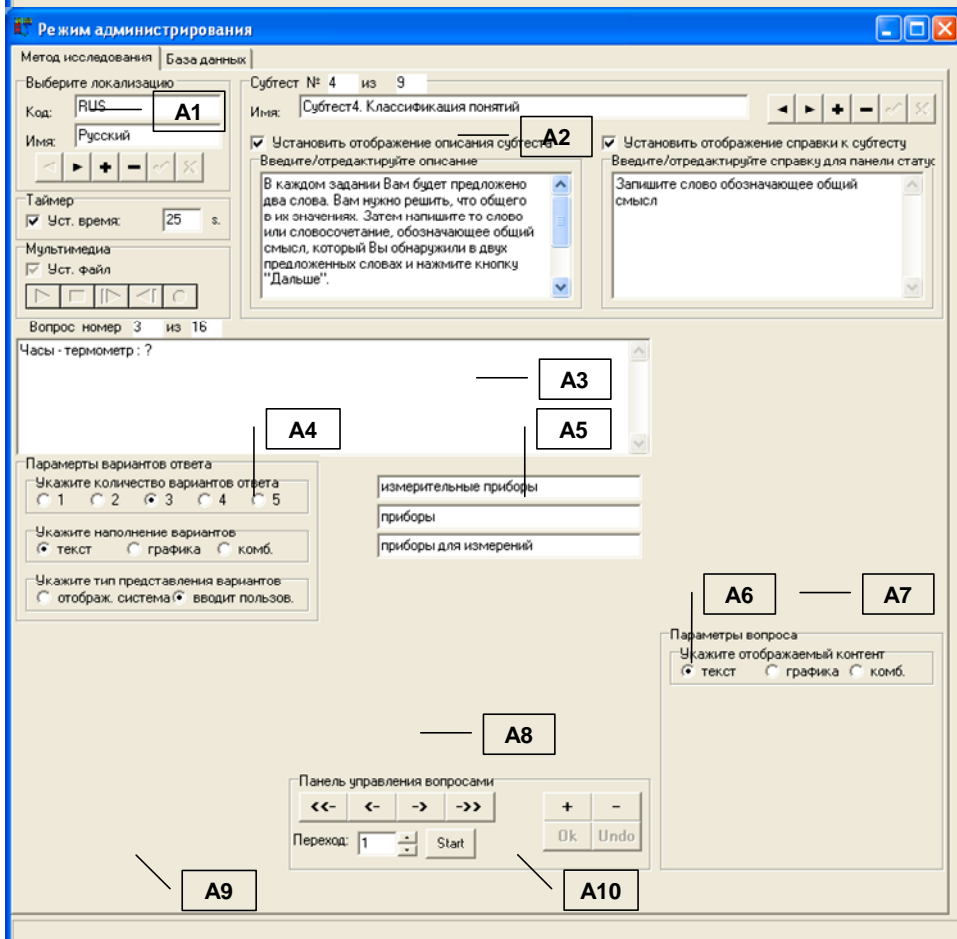 Режим администрирования
Метод исследования База данных
Выберите локализацию
Код: RUS
A1
Имя: Русский
Таймер
Уст. время: 25 s.
Мультимедиа
Уст. файл
Субтест № 4 из 9
Имя: Субтест4. Классификация понятий
A2
Установить отображение описания субтеста
Введите/отредактируйте описание
В каждом задании Вам будет предложено
два слова. Вам нужно решить, что общего
в их значениях. Затем напишите то слово
или словосочетание, обозначающее общий
смысл, который Вы обнаружили в двух
предложенных словах и нажмите кнопку
"Дальше".
Установить отображение справки к субтесту
Введите/отредактируйте справку для панели статус
Запишите слово обозначающее общий
смысл
Вопрос номер 3 из 16
Часы - термометр : ?
A3
A4
A5
Парамерты вариантов ответа
Укажите количество вариантов ответа
1 2 3 4 5
Укажите наполнение вариантов
текст графика комб.
Укажите тип представления вариантов
отображ. система вводит пользов.
измерительные приборы
приборы
приборы для измерений
A6
A7
Параметры вопроса
Укажите отображаемый контент
текст графика комб.
A8
Панель управления вопросами
<<- <- -> ->> + -
Переход: 1 Start Ok Undo
A9
A10